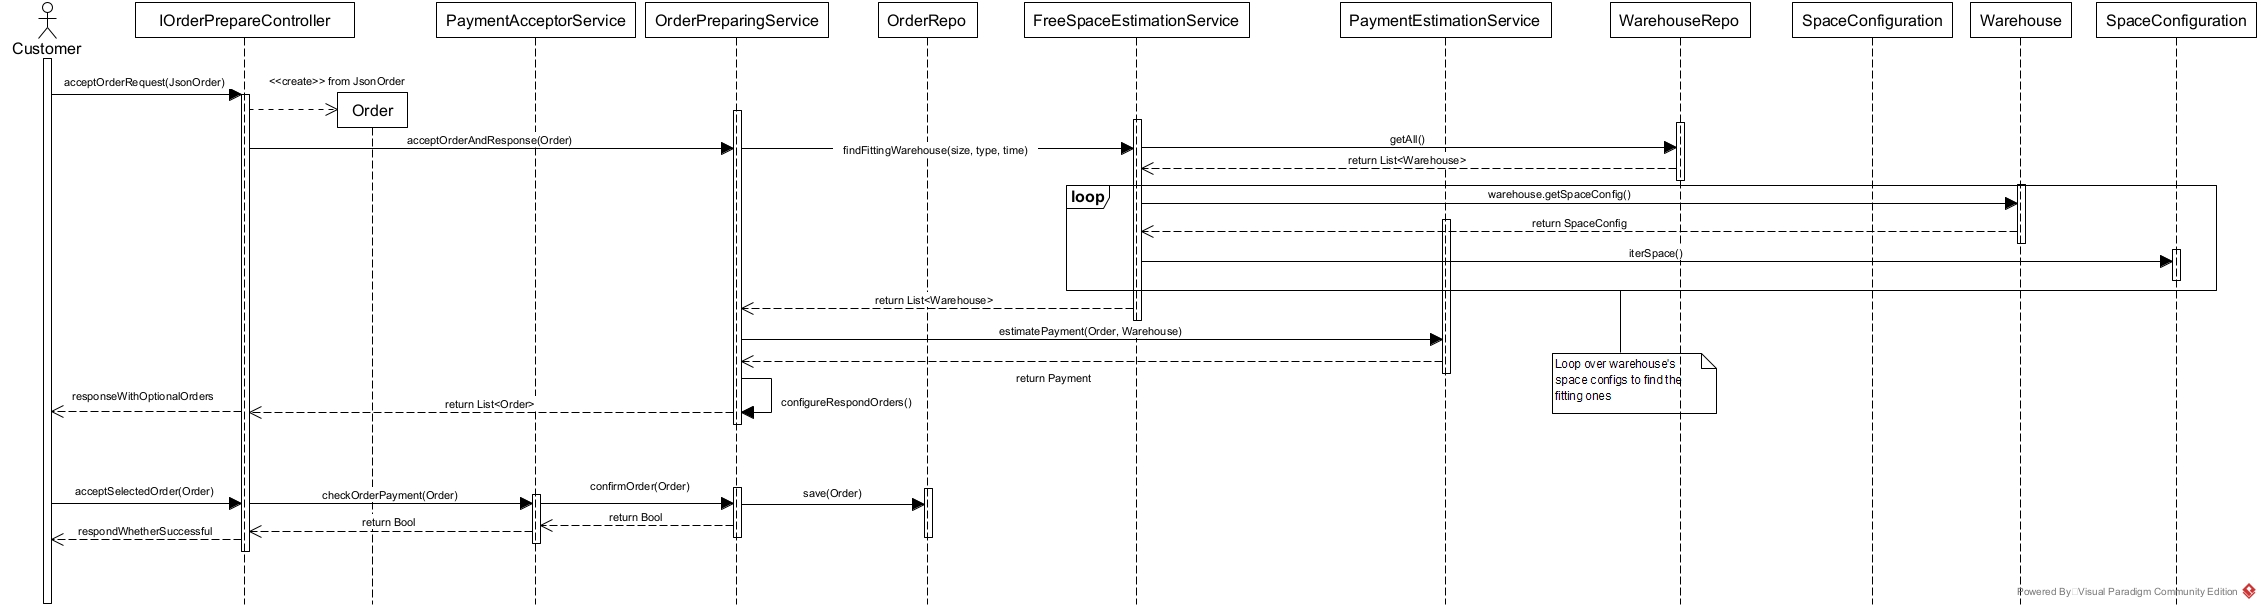 Customer
IOrderPrepareController
PaymentAcceptorService
OrderPreparingService
OrderRepo
FreeSpaceEstimationService
PaymentEstimationService
WarehouseRepo
SpaceConfiguration
Warehouse
SpaceConfiguration
acceptOrderRequest(JsonOrder)
<<create>> from JsonOrder
Order
acceptOrderAndResponse(Order)
findFittingWarehouse(size, type, time)
getAll()
return List<Warehouse>
loop
warehouse.getSpaceConfig()
return SpaceConfig
iterSpace()
return List<Warehouse>
estimatePayment(Order, Warehouse)
return Payment
Loop over warehouse's
space configs to find the
fitting ones
configureRespondOrders()
return List<Order>
responseWithOptionalOrders
acceptSelectedOrder(Order)
checkOrderPayment(Order)
confirmOrder(Order)
save(Order)
return Bool
return Bool
respondWhetherSuccessful
Powered By Visual Paradigm Community Edition